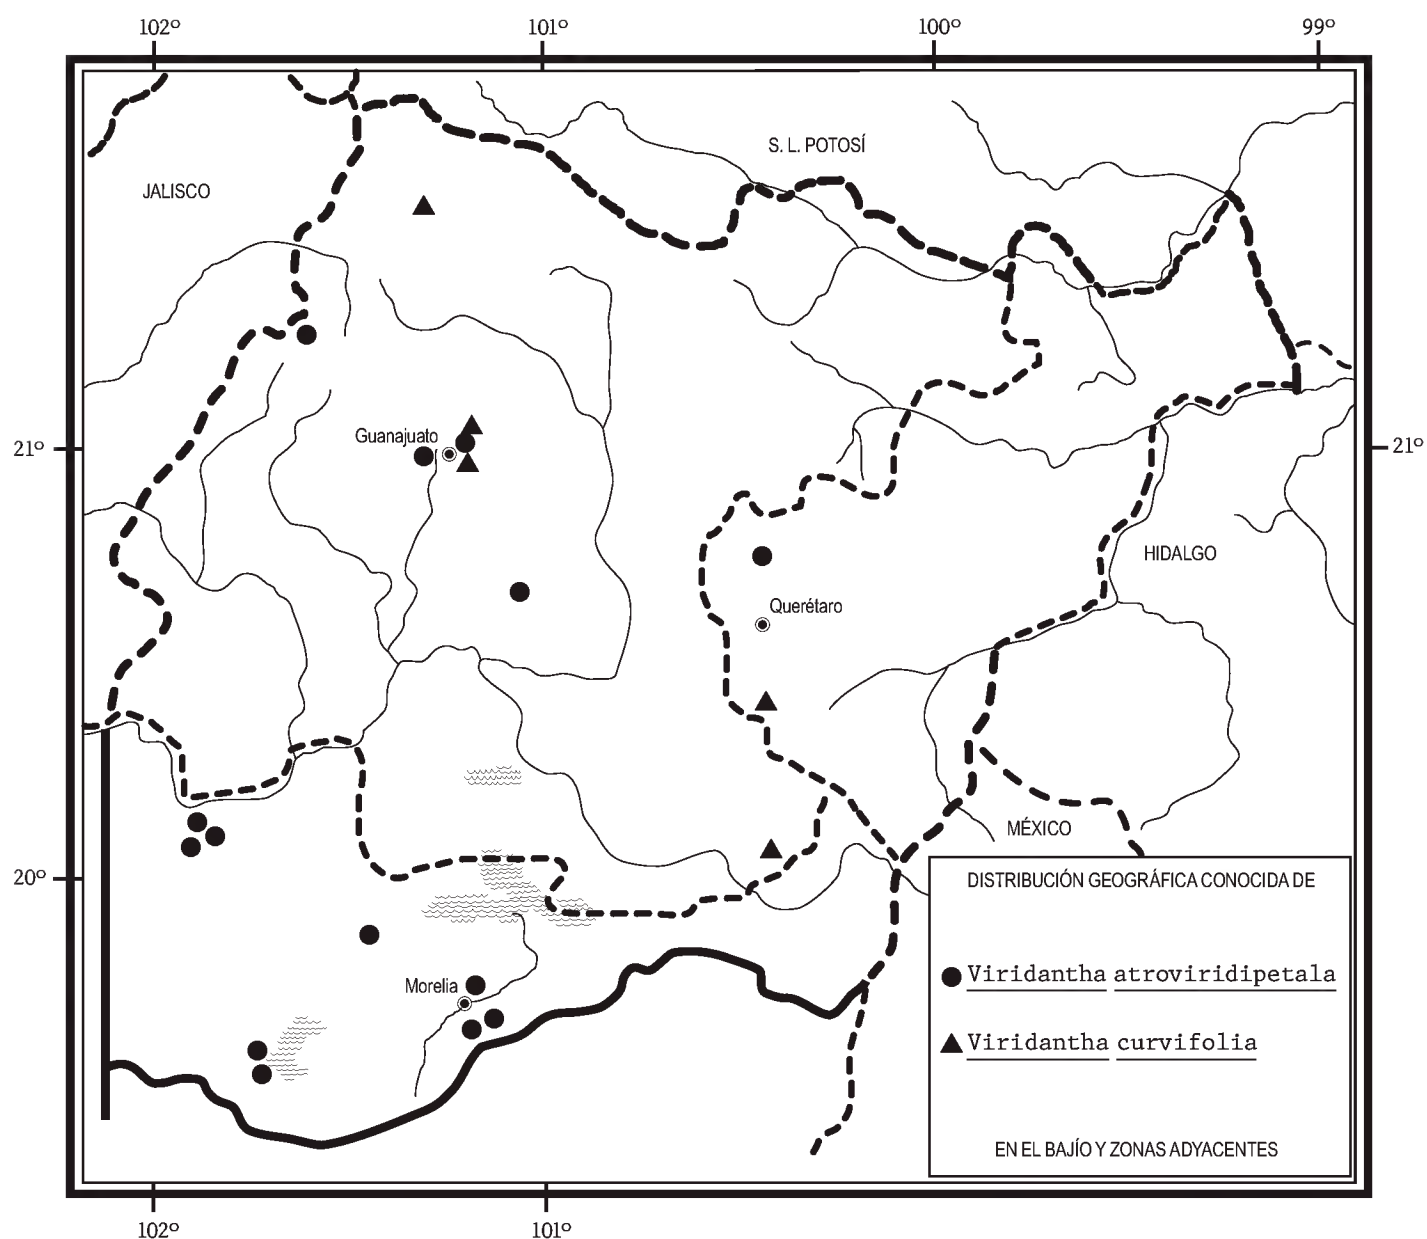 102º
101º
100º
99º
S. L. POTOSÍ
JALISCO
Guanajuato
21º
21º
HIDALGO
Querétaro
MÉXICO
20º
DISTRIBUCIÓN GEOGRÁFICA CONOCIDA DE
Viridantha atroviridipetala
Morelia
Viridantha curvifolia
EN EL BAJÍO Y ZONAS ADYACENTES
102º
101º